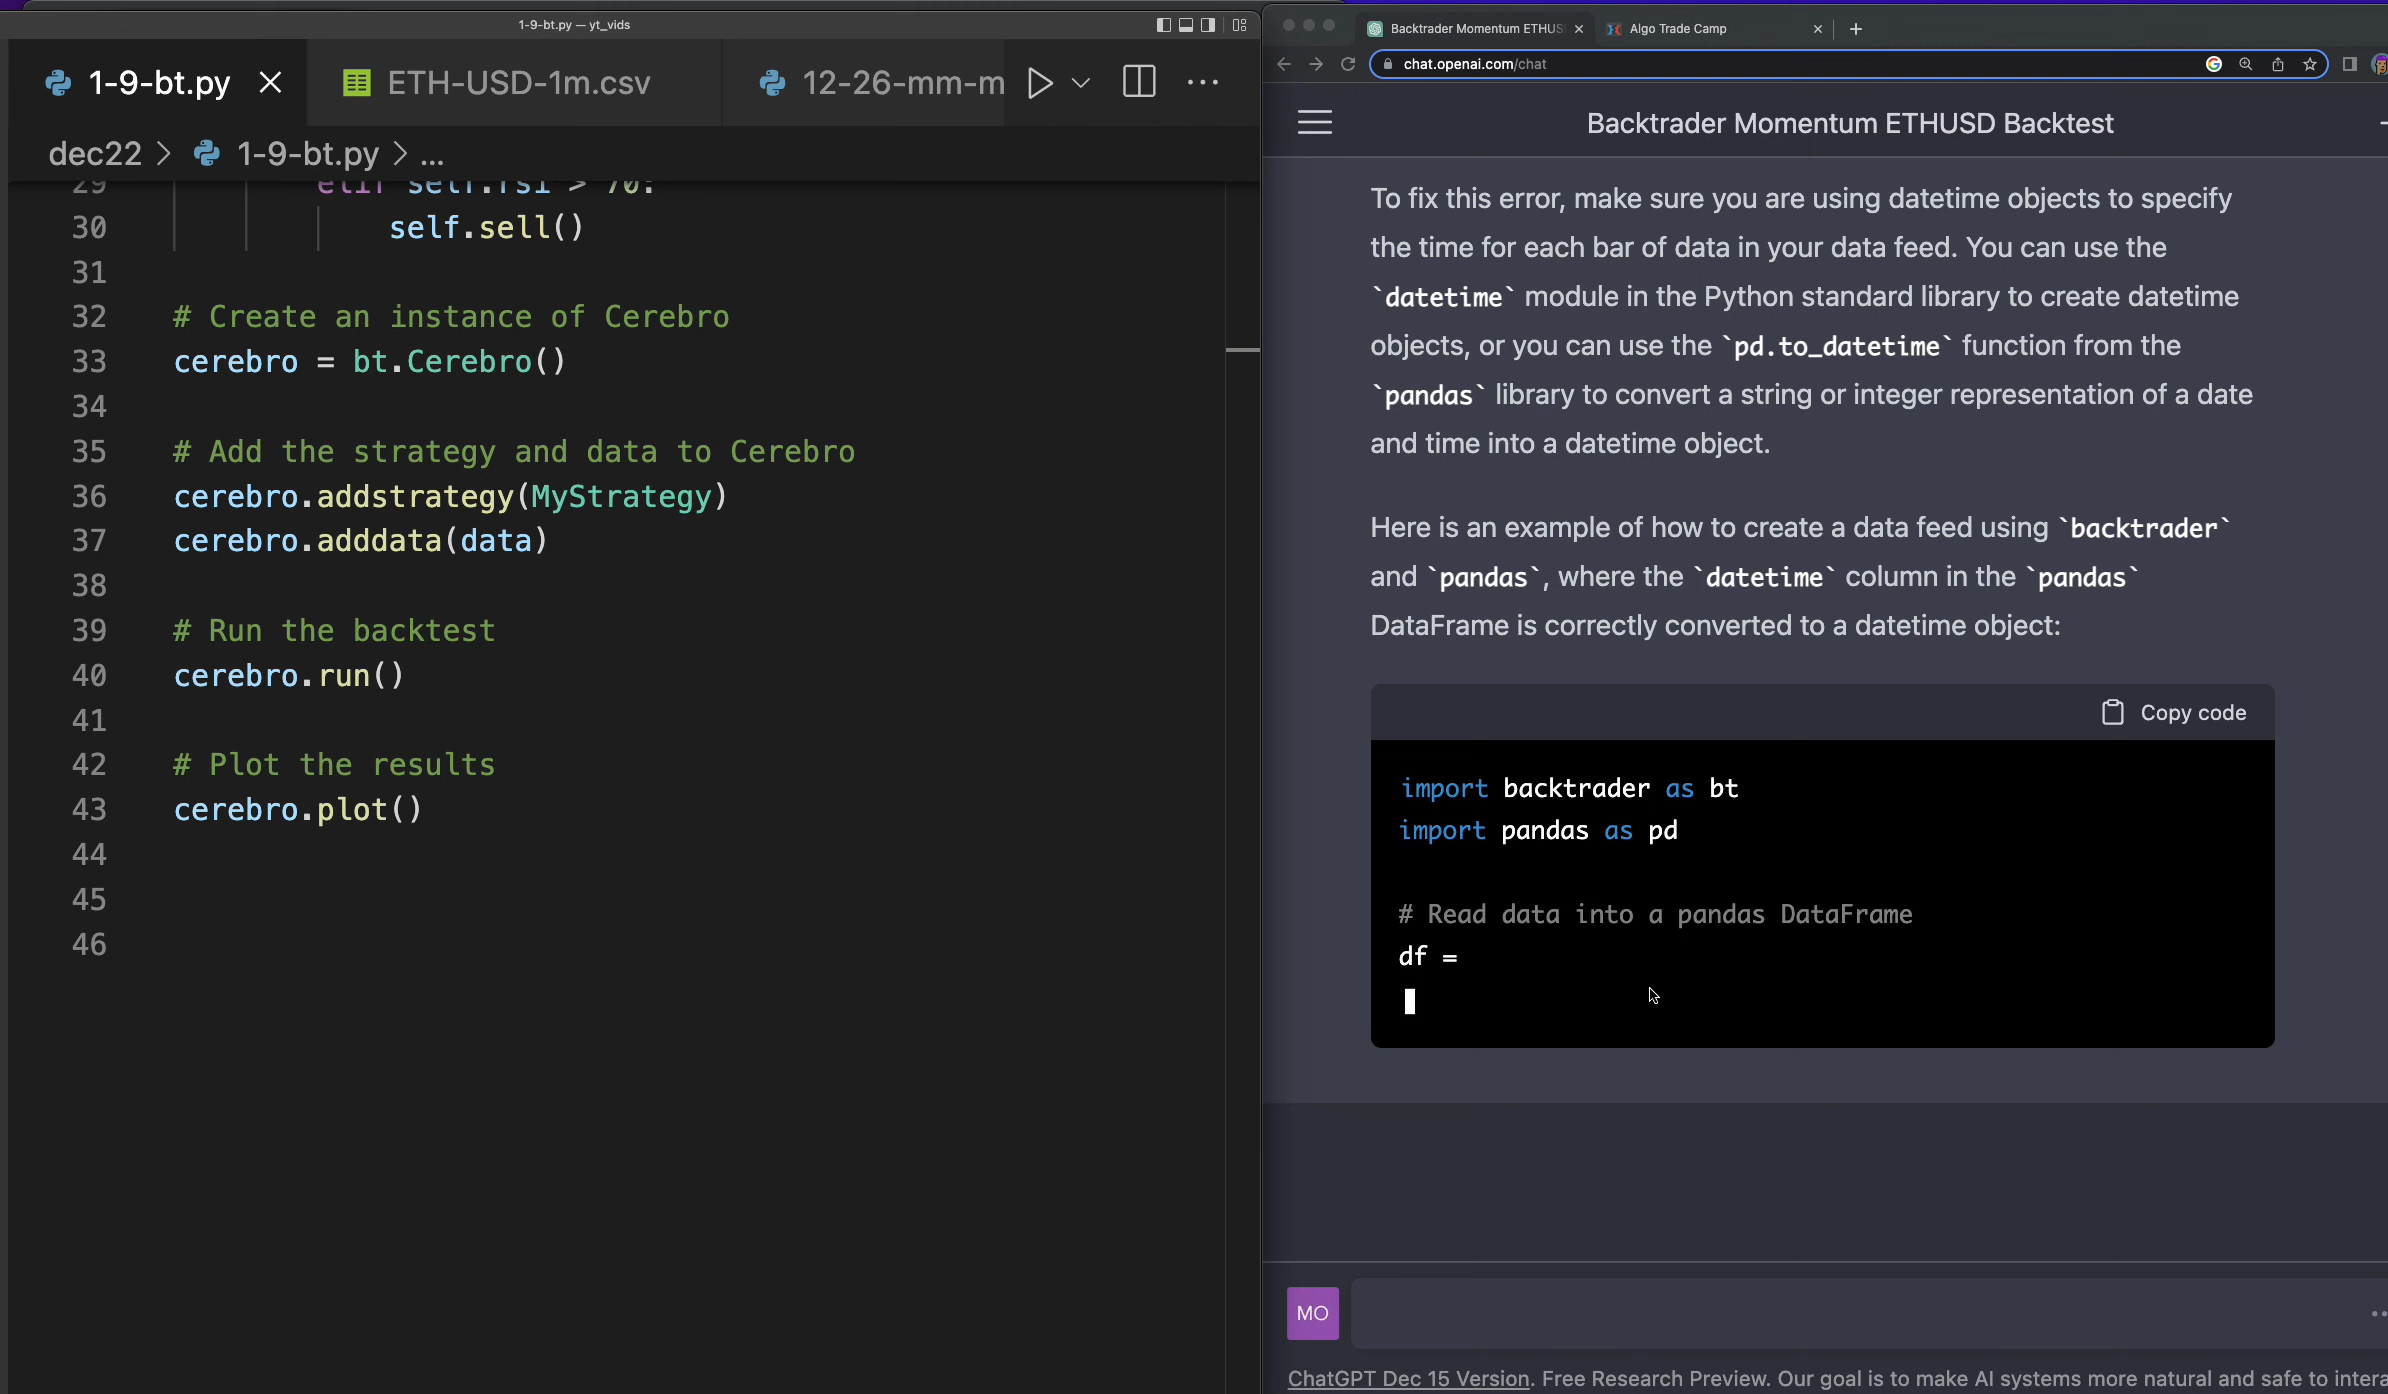 1-9-bt.py — yt_vids
1-9-bt.py
ETH-USD-1m.csv
12-26-mm-m
dec22 > 1-9-bt.py > ...
29 elif self.rsi > 70:
30 self.sell()
31
32 # Create an instance of Cerebro
33 cerebro = bt.Cerebro()
34
35 # Add the strategy and data to Cerebro
36 cerebro.addstrategy(MyStrategy)
37 cerebro.adddata(data)
38
39 # Run the backtest
40 cerebro.run()
41
42 # Plot the results
43 cerebro.plot()
44
45
46
Backtrader Momentum ETHUS
Algo Trade Camp
chat.openai.com/chat
Backtrader Momentum ETHUSD Backtest
To fix this error, make sure you are using datetime objects to specify
the time for each bar of data in your data feed. You can use the
`datetime` module in the Python standard library to create datetime
objects, or you can use the `pd.to_datetime` function from the
`pandas` library to convert a string or integer representation of a date
and time into a datetime object.
Here is an example of how to create a data feed using `backtrader`
and `pandas`, where the `datetime` column in the `pandas`
DataFrame is correctly converted to a datetime object:
Copy code
import backtrader as bt
import pandas as pd
# Read data into a pandas DataFrame
df =
MO
ChatGPT Dec 15 Version. Free Research Preview. Our goal is to make AI systems more natural and safe to intera